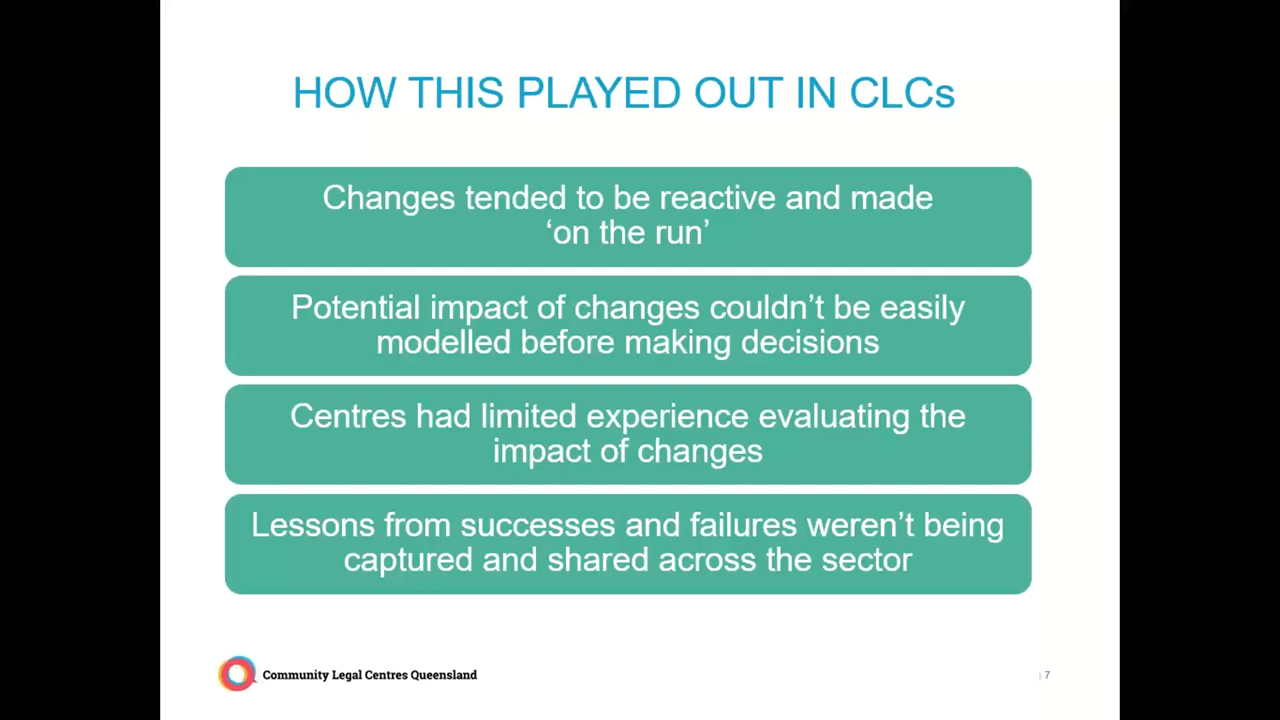 HOW THIS PLAYED OUT IN CLCs
Changes tended to be reactive and made
‘on the run’
Potential impact of changes couldn’t be easily
modelled before making decisions
Centres had limited experience evaluating the
impact of changes
Lessons from successes and failures weren’t being
captured and shared across the sector
Community Legal Centres Queensland
| 7